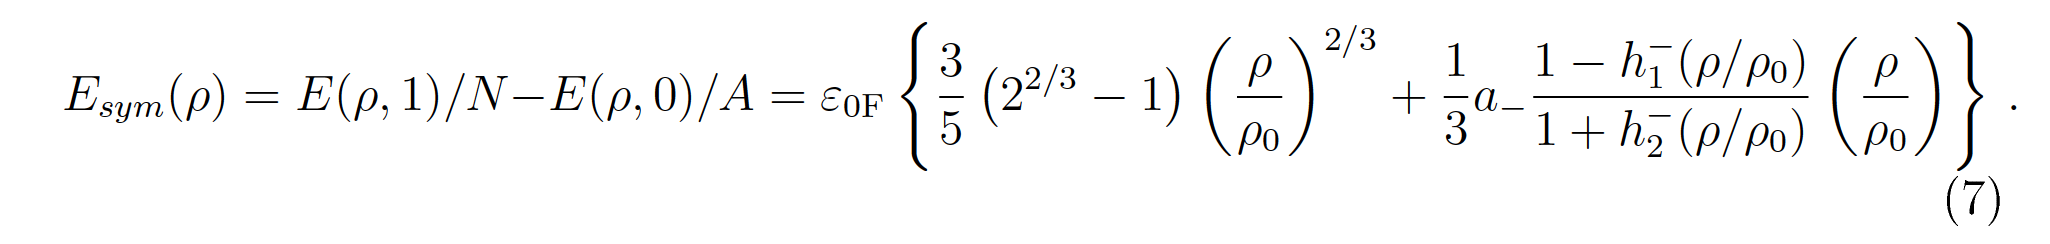 $E_{sym}(\rho) = E(\rho, 1)/N - E(\rho, 0)/A = \varepsilon_{0\mathrm{F}} \left\{ \frac{3}{5} \left( 2^{2/3} - 1 \right) \left( \frac{\rho}{\rho_0} \right)^{2/3} + \frac{1}{3} a_- \frac{1 - h_1^-(\rho/\rho_0)}{1 + h_2^-(\rho/\rho_0)} \left( \frac{\rho}{\rho_0} \right) \right\} .$
(7)